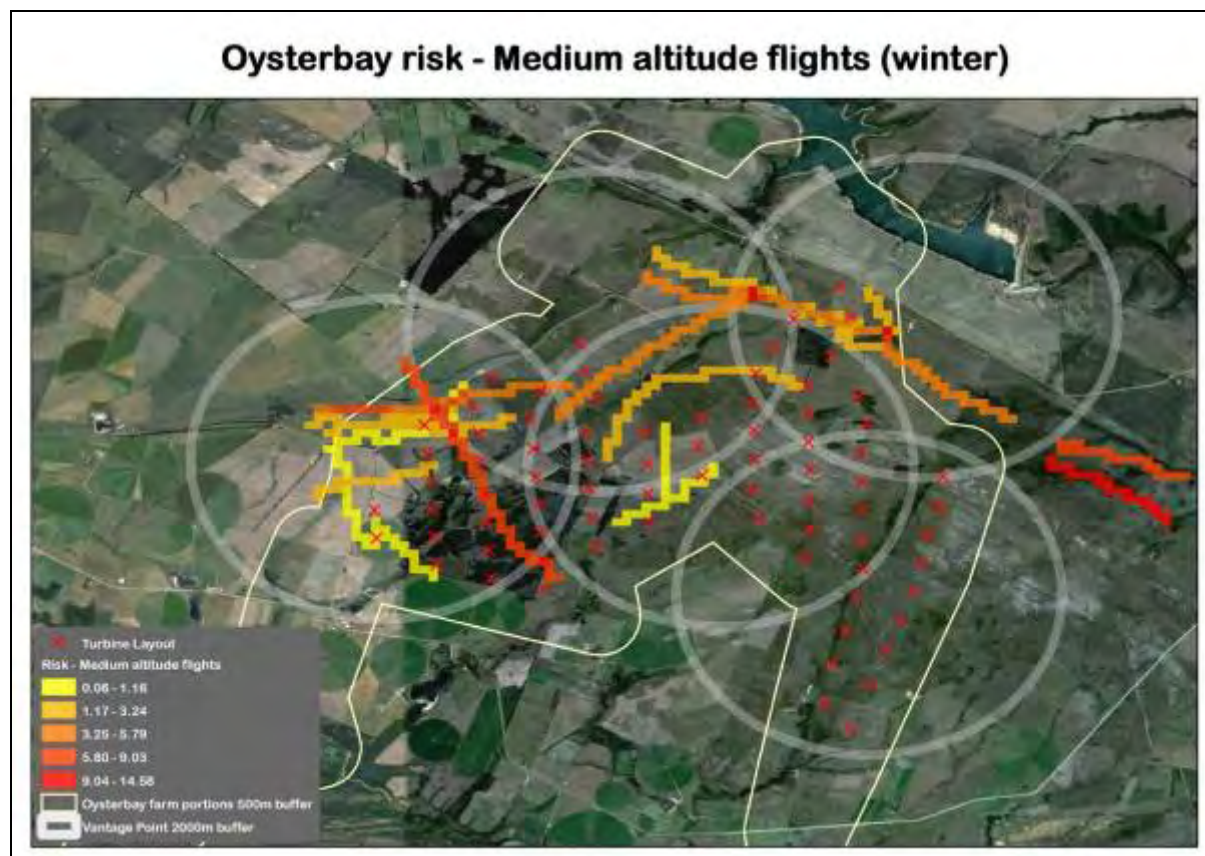 Oysterbay risk - Medium altitude flights (winter)
Turbine Layout
Risk - Medium altitude flights
0.06 - 1.16
1.17 - 3.24
3.25 - 5.79
5.80 - 9.03
9.04 - 14.58
Oysterbay farm portions 500m buffer
Vantage Point 2000m buffer